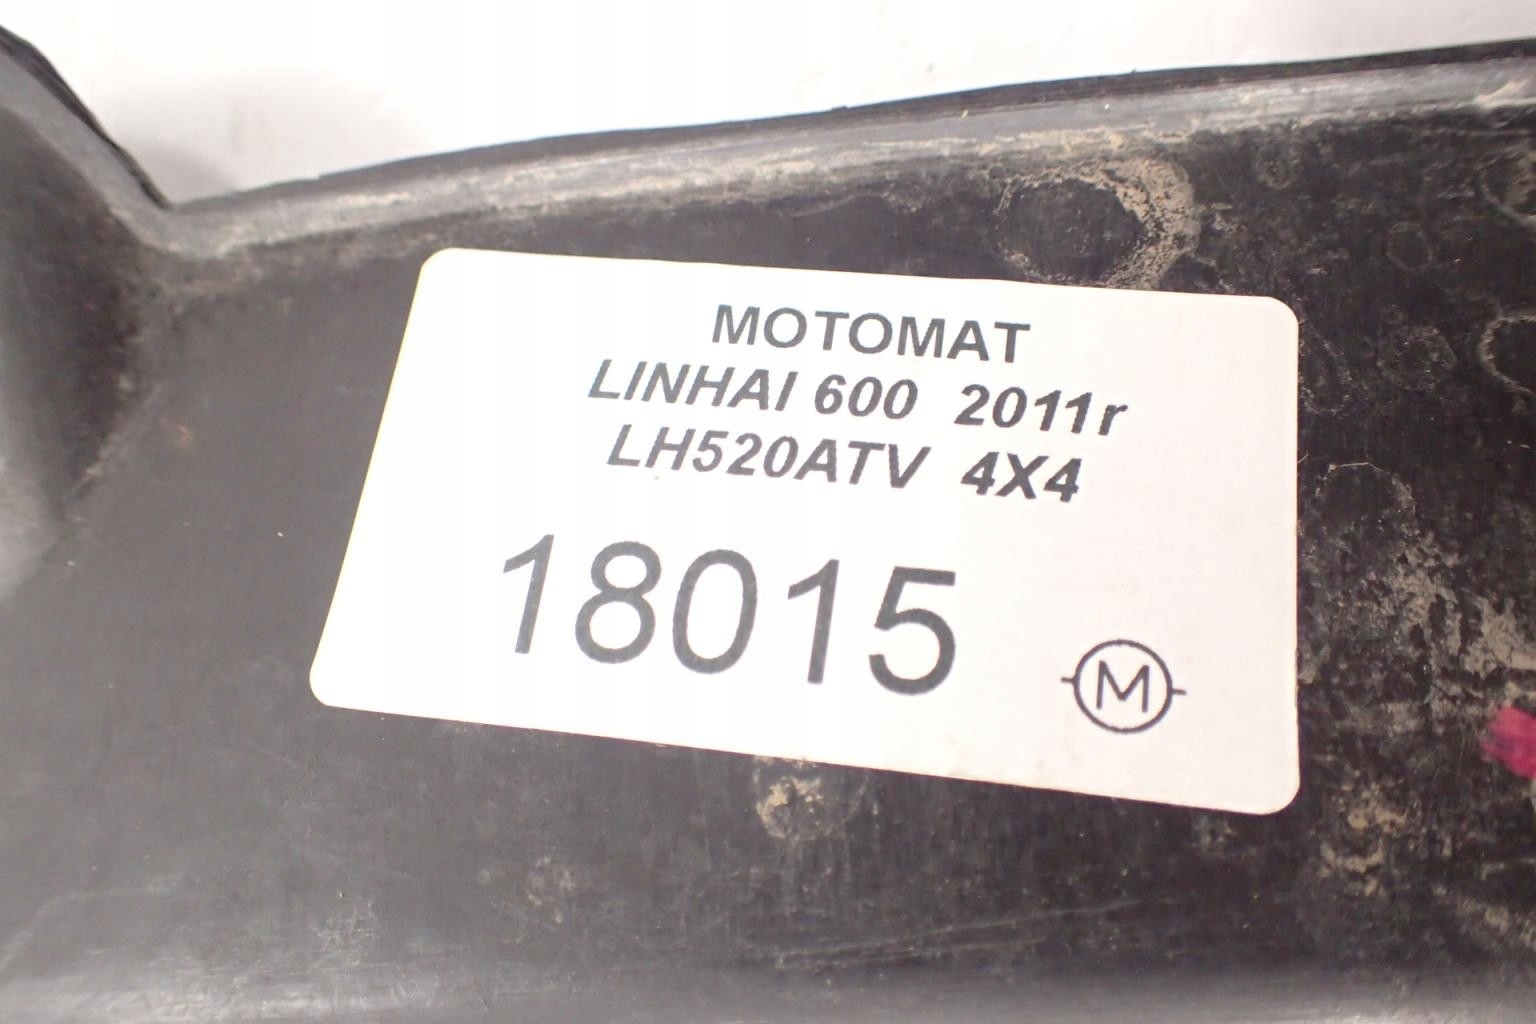 MOTOMAT
LINHAI 600 2011r
LH520ATV 4X4
18015
M